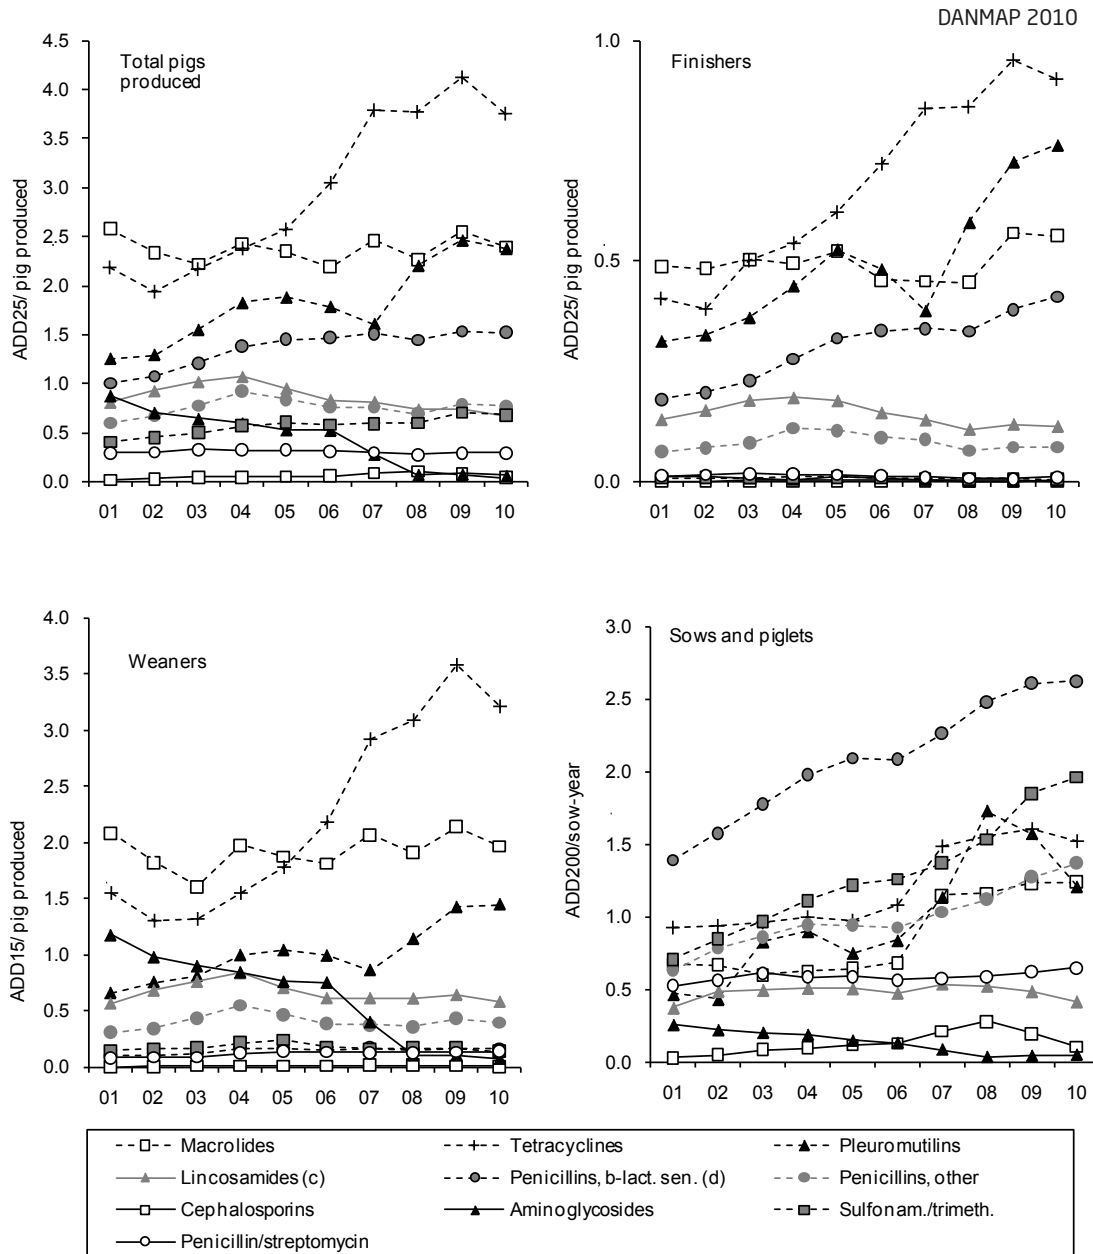 DANMAP 2010
Total pigs
produced
ADD25/ pig produced
5.0
4.5
4.0
3.5
3.0
2.5
2.0
1.5
1.0
0.5
0.0
01 02 03 04 05 06 07 08 09 10
Finishers
ADD25/ pig produced
1.0
0.5
0.0
01 02 03 04 05 06 07 08 09 10
Weaners
ADD15/ pig produced
4.0
3.5
3.0
2.5
2.0
1.5
1.0
0.5
0.0
01 02 03 04 05 06 07 08 09 10
Sows and piglets
ADD200/sow-year
3.0
2.5
2.0
1.5
1.0
0.5
0.0
01 02 03 04 05 06 07 08 09 10
Macrolides Tetracyclines Pleuromutilins
Lincosamides (c) Penicillins, b-lact. sen. (d) Penicillins, other
Cephalosporins Aminoglycosides Sulfonam./trimeth.
Penicillin/streptomycin